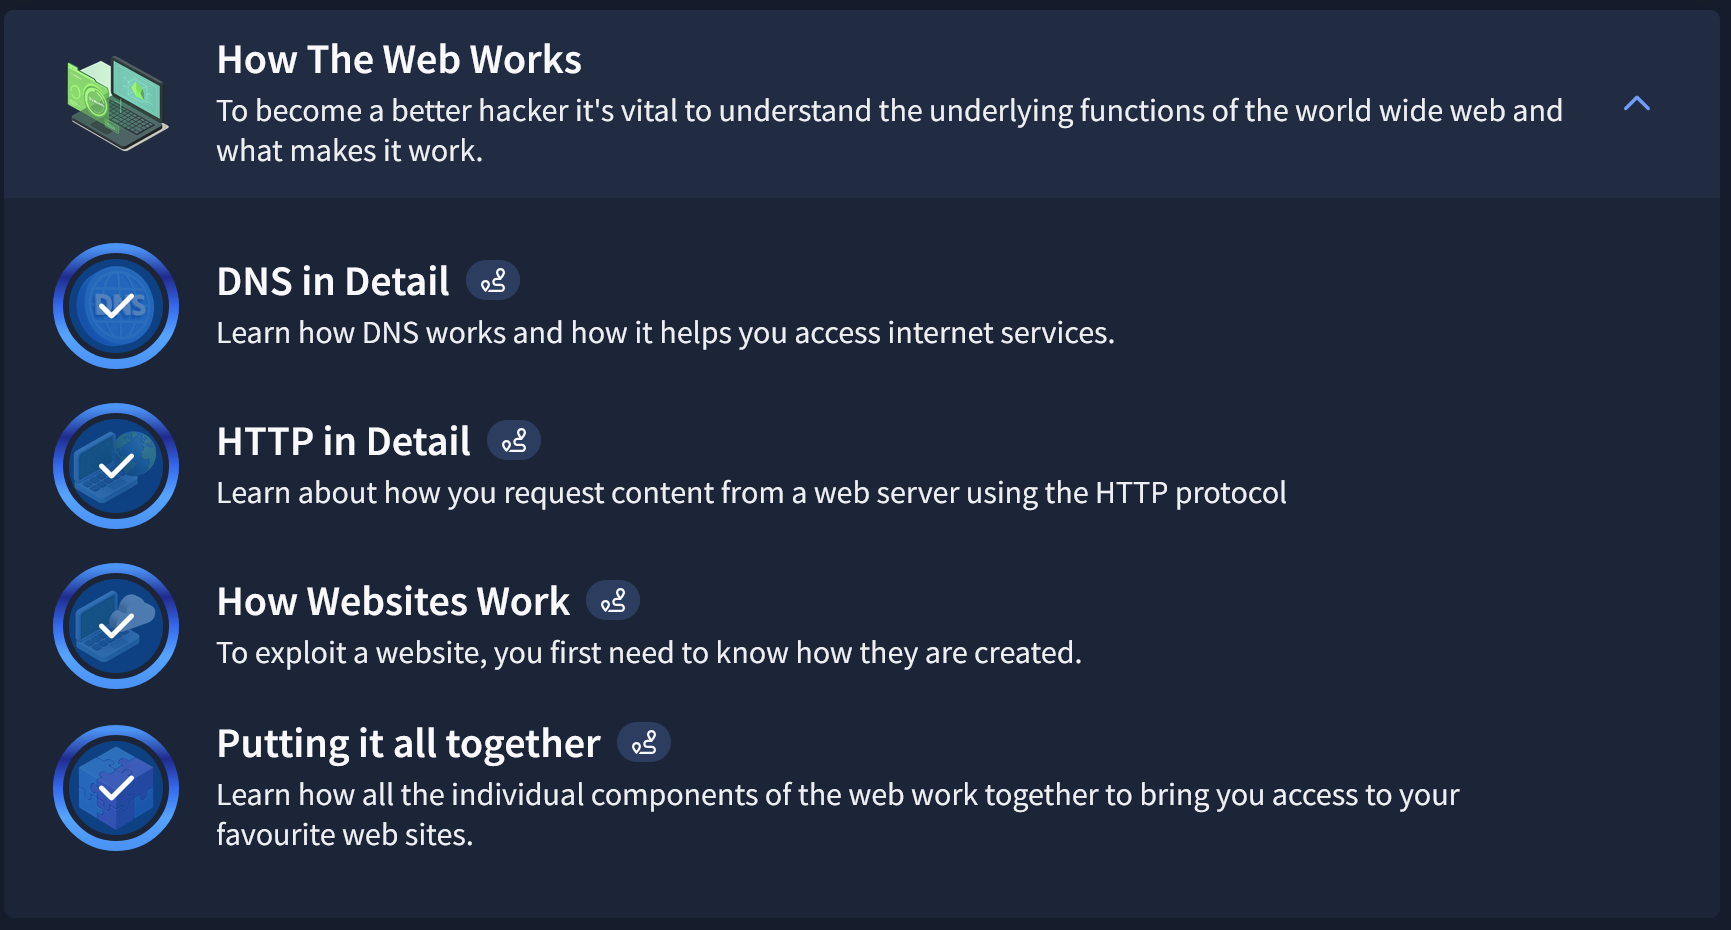 How The Web Works
To become a better hacker it's vital to understand the underlying functions of the world wide web and
what makes it work.
DNS
DNS in Detail
Learn how DNS works and how it helps you access internet services.
HTTP in Detail
Learn about how you request content from a web server using the HTTP protocol
How Websites Work
To exploit a website, you first need to know how they are created.
Putting it all together
Learn how all the individual components of the web work together to bring you access to your
favourite web sites.